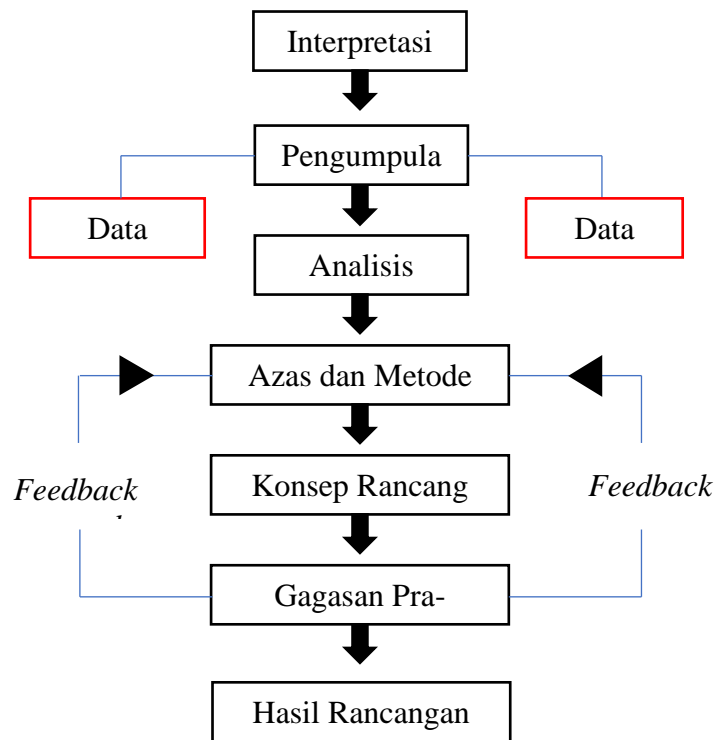 Interpretasi
Pengumpula
Data
Data
Analisis
Azas dan Metode
Konsep Rancang
Feedback
Feedback
Gagasan Pra-
Hasil Rancangan